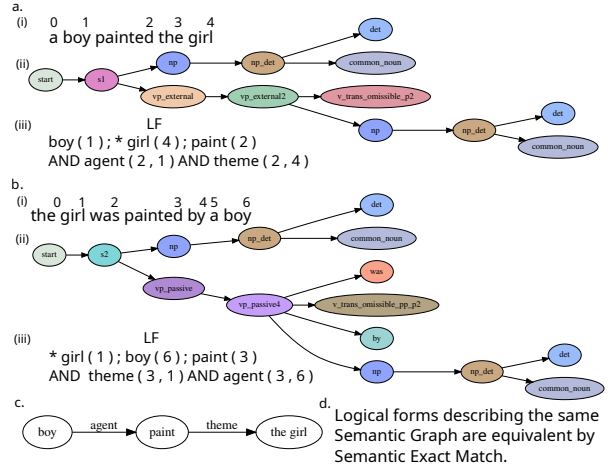 a.
(i) 0 1 2 3 4
a boy painted the girl
(ii)
start s1 np np_det det common_noun
vp_external vp_external2 v_trans_omissible_p2
np np_det det common_noun
(iii) LF
boy ( 1 ) ; * girl ( 4 ) ; paint ( 2 )
AND agent ( 2 , 1 ) AND theme ( 2 , 4 )
b.
(i) 0 1 2 3 4 5 6
the girl was painted by a boy
(ii)
start s2 np np_det det common_noun
vp_passive vp_passive4 was v_trans_omissible_pp_p2 by
np np_det det common_noun
(iii) LF
* girl ( 1 ) ; boy ( 6 ) ; paint ( 3 )
AND theme ( 3 , 1 ) AND agent ( 3 , 6 )
c.
boy agent paint theme the girl
d.
Logical forms describing the same
Semantic Graph are equivalent by
Semantic Exact Match.